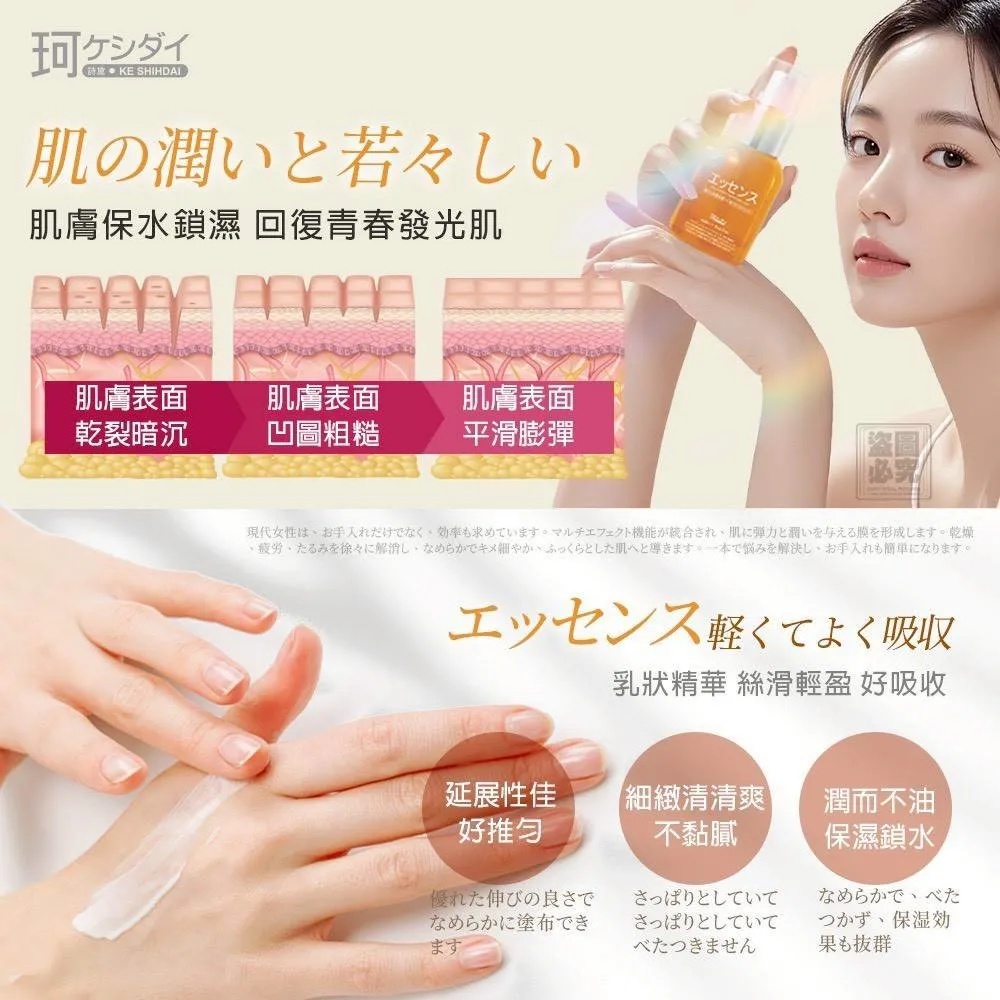 珂ケシダイ
詩黛●KE SHIHDAI
肌の潤いと若々しい
肌膚保水鎖濕 回復青春發光肌
エッセンス
肌膚表面
乾裂暗沉
肌膚表面
凹圖粗糙
肌膚表面
平滑膨彈
盜圖
必究
現代女性は、お手入れだけでなく、効率も求めています。マルチエフェクト機能が統合され、肌に弾力と潤いを与える膜を形成します。乾燥
、疲労、たるみを徐々に解消し、なめらかでキメ細やか、ふっくらとした肌へと導きます。一本で悩みを解決し、お手入れも簡単になります。
エッセンス軽くてよく吸収
乳狀精華 絲滑輕盈 好吸收
延展性佳
好推勻
細緻清清爽
不黏膩
潤而不油
保濕鎖水
優れた伸びの良さで
なめらかに塗布でき
ます
さっぱりとしていて
さっぱりとしていて
べたつきません
なめらかで、べた
つかず、保湿効
果も抜群